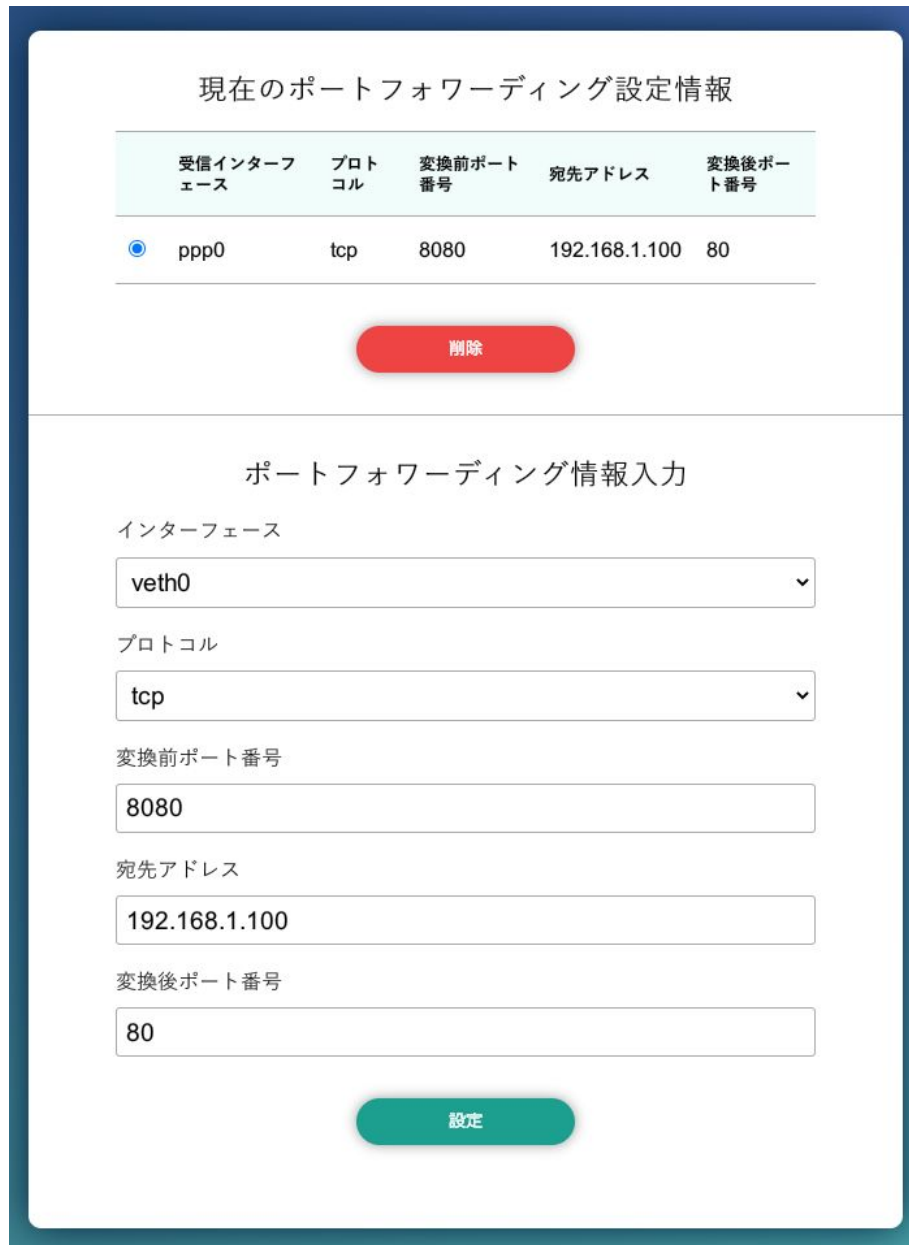 現在のポートフォワーディング設定情報
受信インターフ
ェース
プロト
コル
変換前ポート
番号
宛先アドレス
変換後ポー
ト番号
ppp0
tcp
8080
192.168.1.100
80
削除
ポートフォワーディング情報入力
インターフェース
veth0
プロトコル
tcp
変換前ポート番号
8080
宛先アドレス
192.168.1.100
変換後ポート番号
80
設定